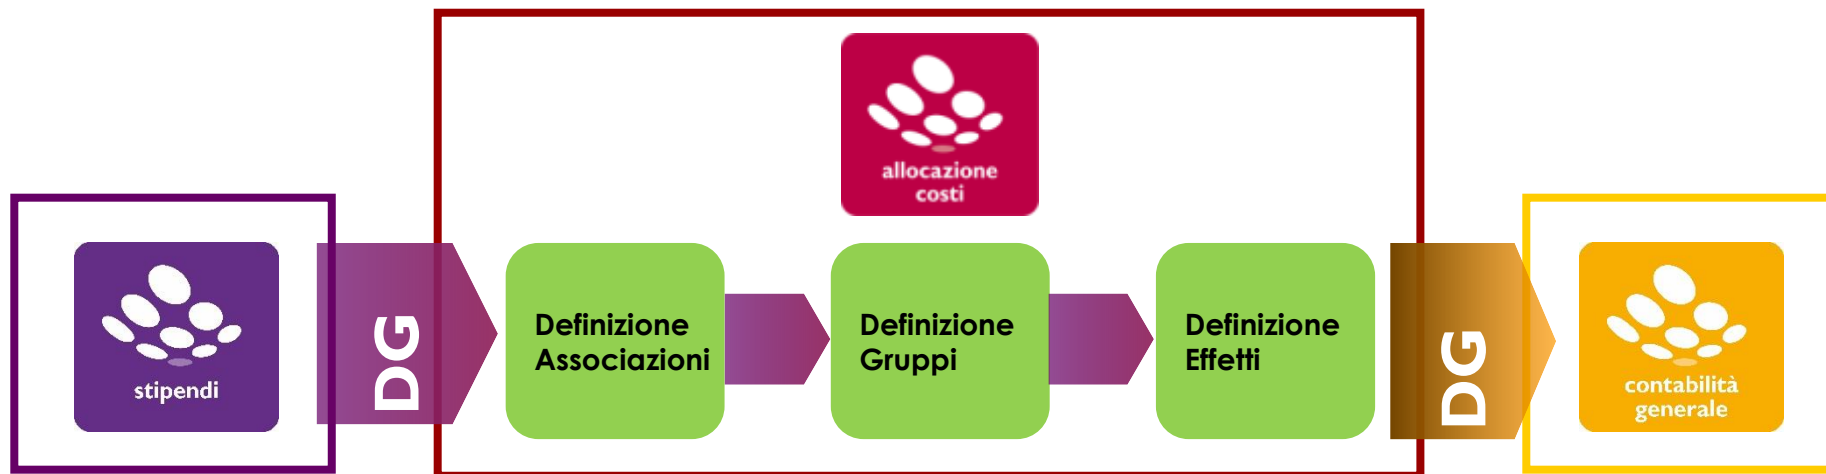 allocazione
costi
stipendi
DG
Definizione
Associazioni
Definizione
Gruppi
Definizione
Effetti
DG
contabilità
generale